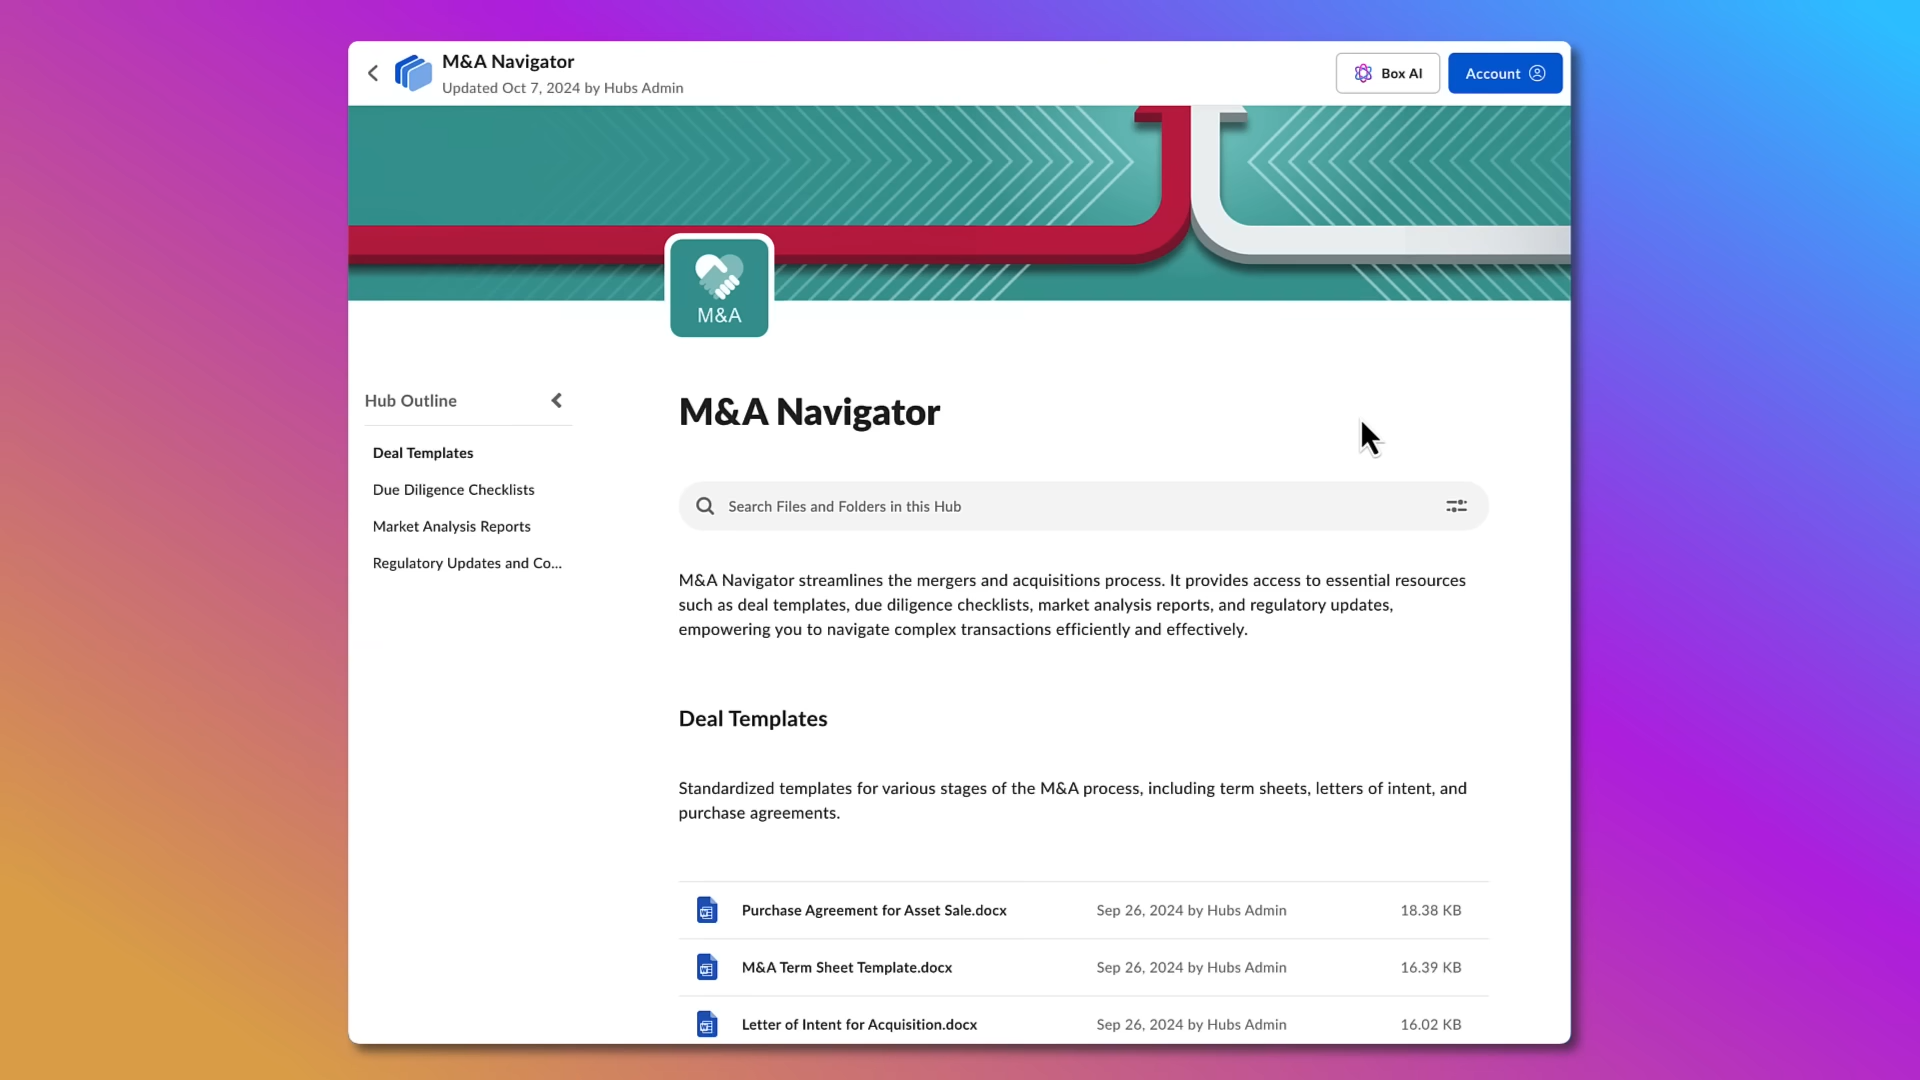 M&A Navigator
Updated Oct 7, 2024 by Hubs Admin
Box AI
Account
M&A
Hub Outline
Deal Templates
Due Diligence Checklists
Market Analysis Reports
Regulatory Updates and Co...
M&A Navigator
Search Files and Folders in this Hub
M&A Navigator streamlines the mergers and acquisitions process. It provides access to essential resources
such as deal templates, due diligence checklists, market analysis reports, and regulatory updates,
empowering you to navigate complex transactions efficiently and effectively.
Deal Templates
Standardized templates for various stages of the M&A process, including term sheets, letters of intent, and
purchase agreements.
Purchase Agreement for Asset Sale.docx Sep 26, 2024 by Hubs Admin 18.38 KB
M&A Term Sheet Template.docx Sep 26, 2024 by Hubs Admin 16.39 KB
Letter of Intent for Acquisition.docx Sep 26, 2024 by Hubs Admin 16.02 KB